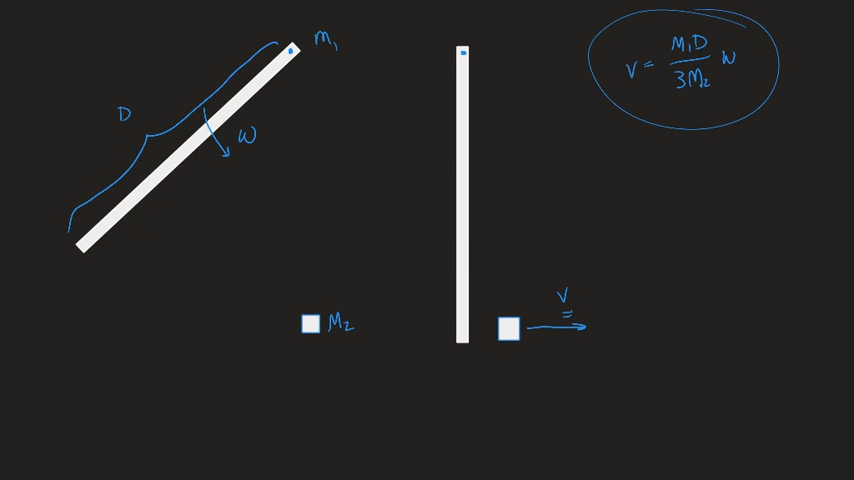 m₁
D
ω
M₂
V
=
V = M₁D / 3M₂ ω